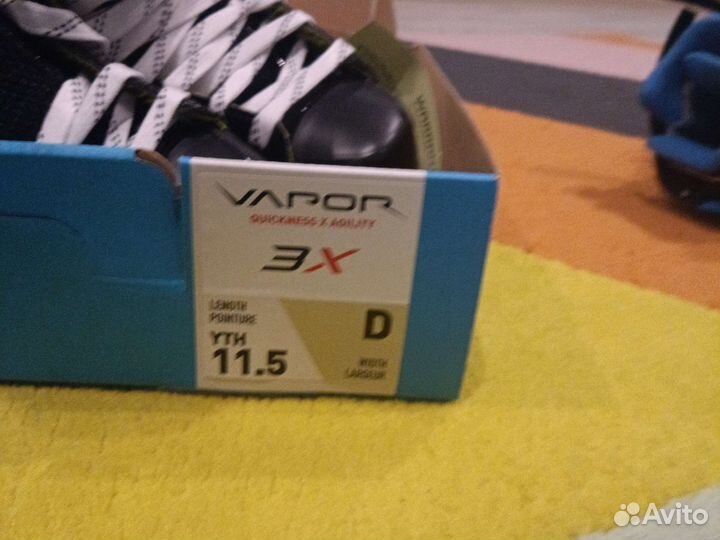 VAPOR
QUICKNESS X AGILITY
3X
LENGTH
POINTURE
YTH
11.5
D
WIDTH
LARGEUR
Avito